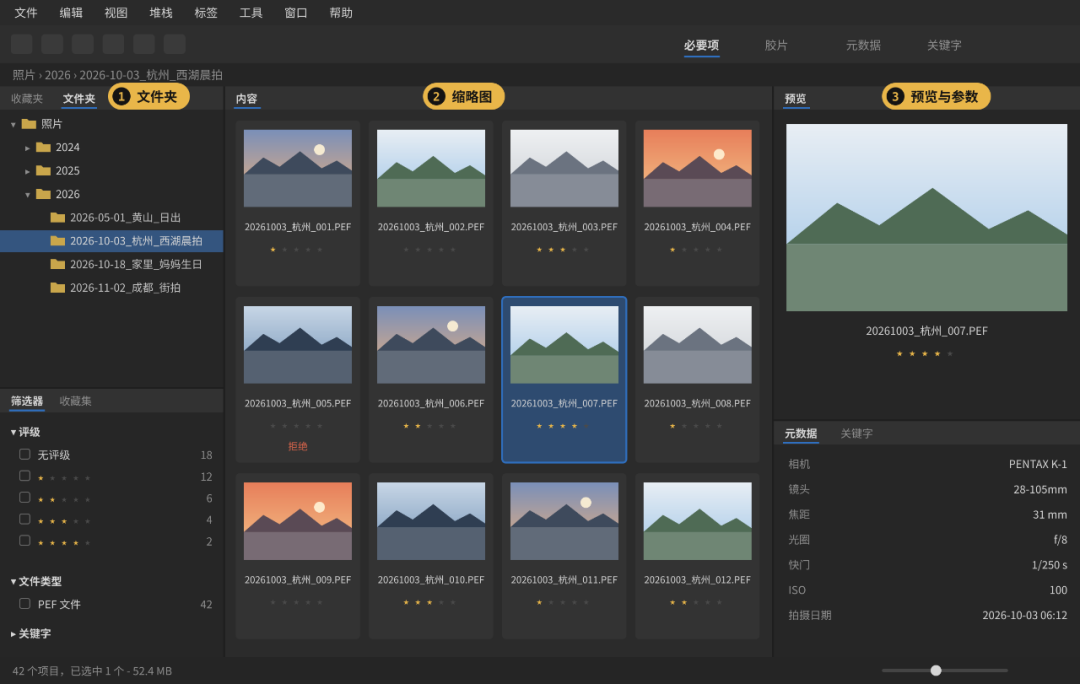 文件 编辑 视图 堆栈 标签 工具 窗口 帮助
必要项 胶片 元数据 关键字
照片 › 2026 › 2026-10-03_杭州_西湖晨拍
收藏夹 文件夹 1 文件夹
照片
2024
2025
2026
2026-05-01_黄山_日出
2026-10-03_杭州_西湖晨拍
2026-10-18_家里_妈妈生日
2026-11-02_成都_街拍
筛选器 收藏集
评级
无评级 18
12
6
4
2
文件类型
PEF 文件 42
关键字
内容 2 缩略图
20261003_杭州_001.PEF 20261003_杭州_002.PEF 20261003_杭州_003.PEF 20261003_杭州_004.PEF
20261003_杭州_005.PEF 20261003_杭州_006.PEF 20261003_杭州_007.PEF 20261003_杭州_008.PEF
拒绝
20261003_杭州_009.PEF 20261003_杭州_010.PEF 20261003_杭州_011.PEF 20261003_杭州_012.PEF
预览 3 预览与参数
20261003_杭州_007.PEF
元数据 关键字
相机 PENTAX K-1
镜头 28-105mm
焦距 31 mm
光圈 f/8
快门 1/250 s
ISO 100
拍摄日期 2026-10-03 06:12
42 个项目，已选中 1 个 - 52.4 MB